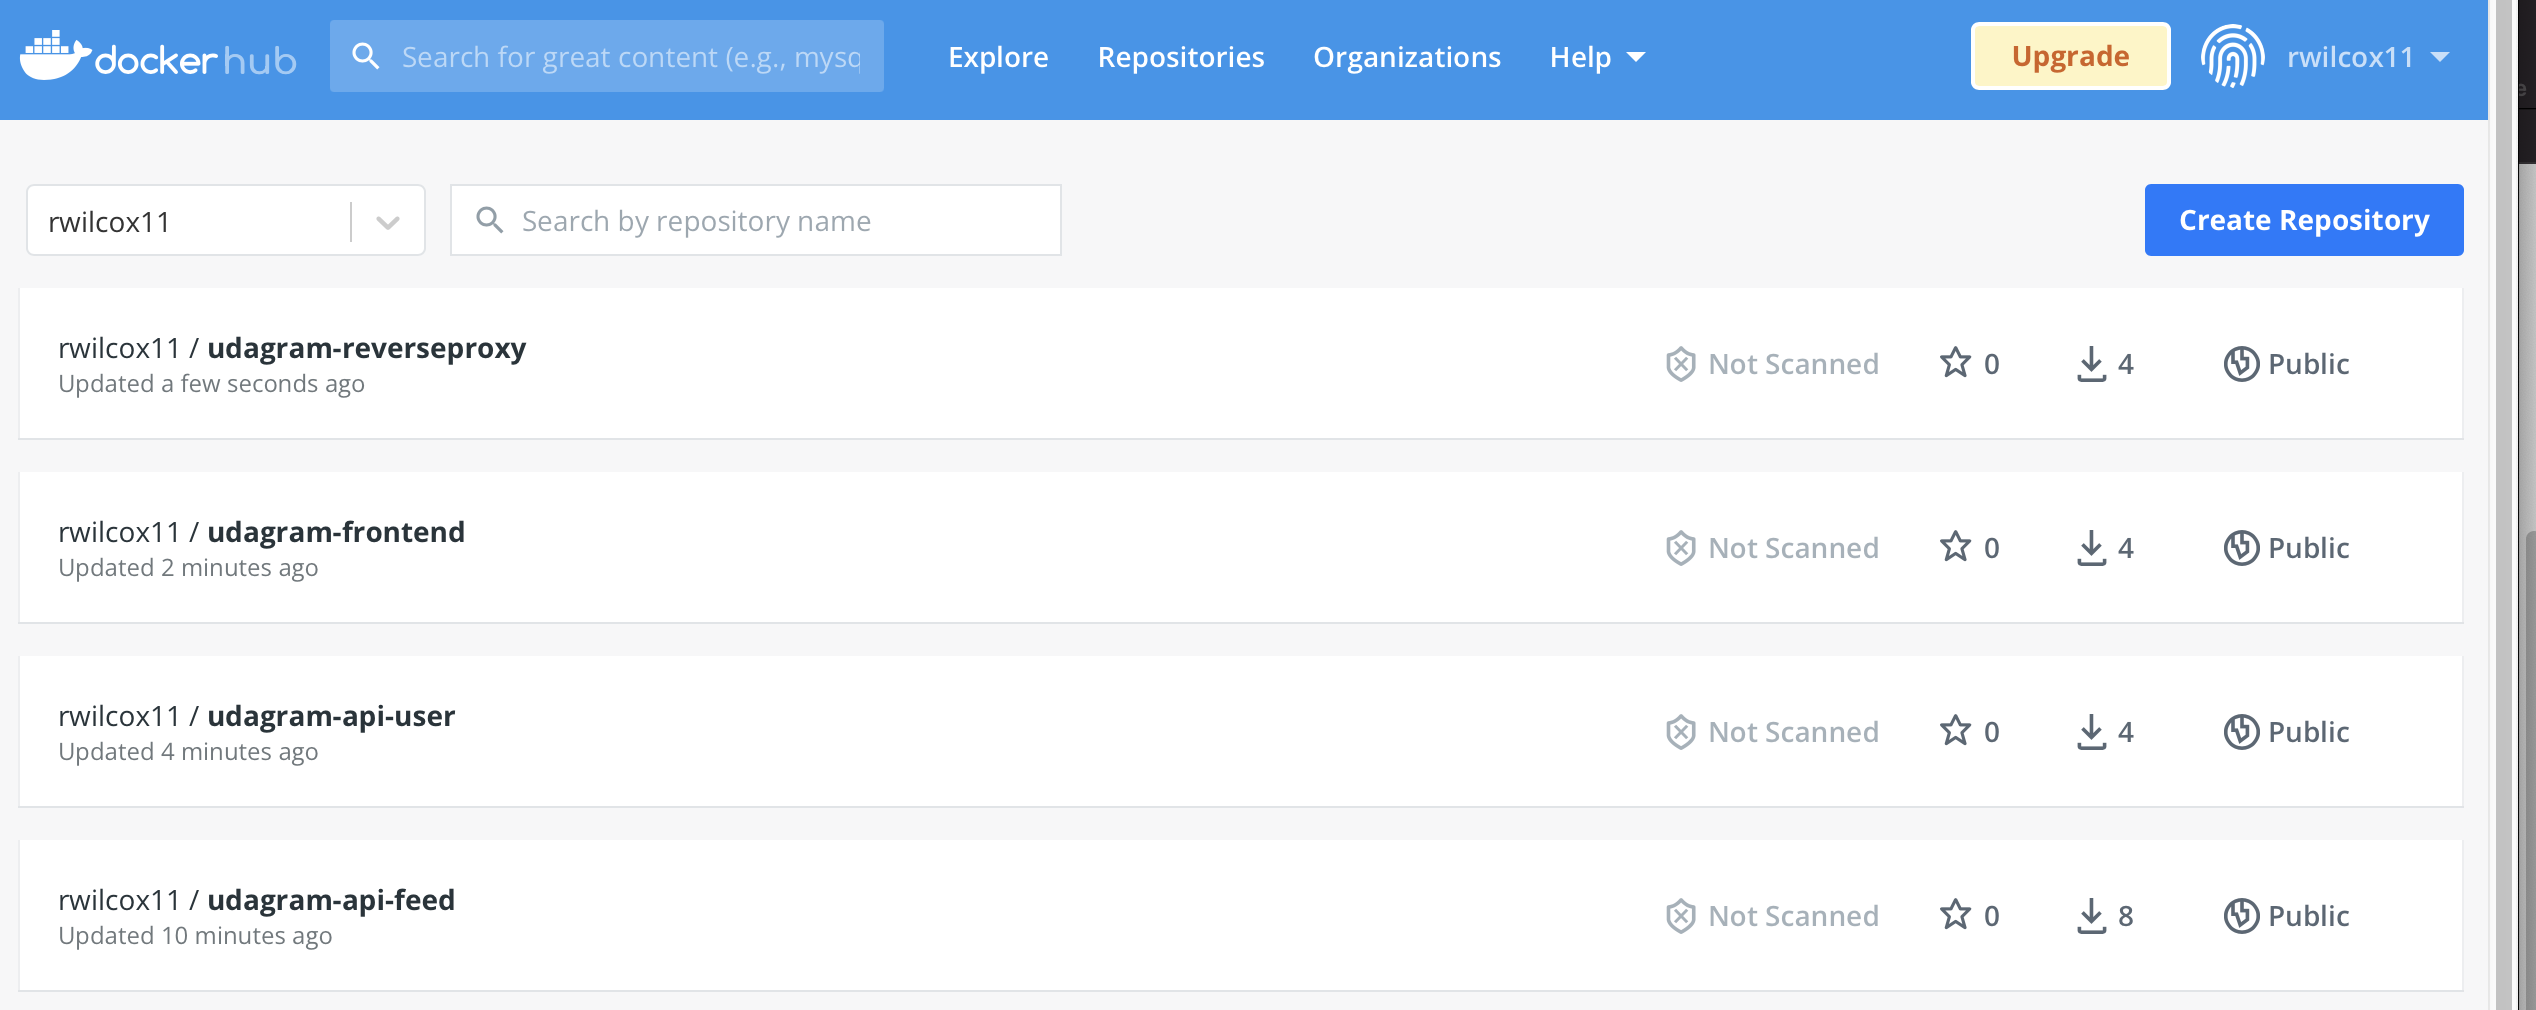 docker hub
Search for great content (e.g., mysq
Explore Repositories Organizations Help
Upgrade
rwilcox11
rwilcox11
Search by repository name
Create Repository
rwilcox11 / udagram-reverseproxy
Updated a few seconds ago
Not Scanned 0 4 Public
rwilcox11 / udagram-frontend
Updated 2 minutes ago
Not Scanned 0 4 Public
rwilcox11 / udagram-api-user
Updated 4 minutes ago
Not Scanned 0 4 Public
rwilcox11 / udagram-api-feed
Updated 10 minutes ago
Not Scanned 0 8 Public